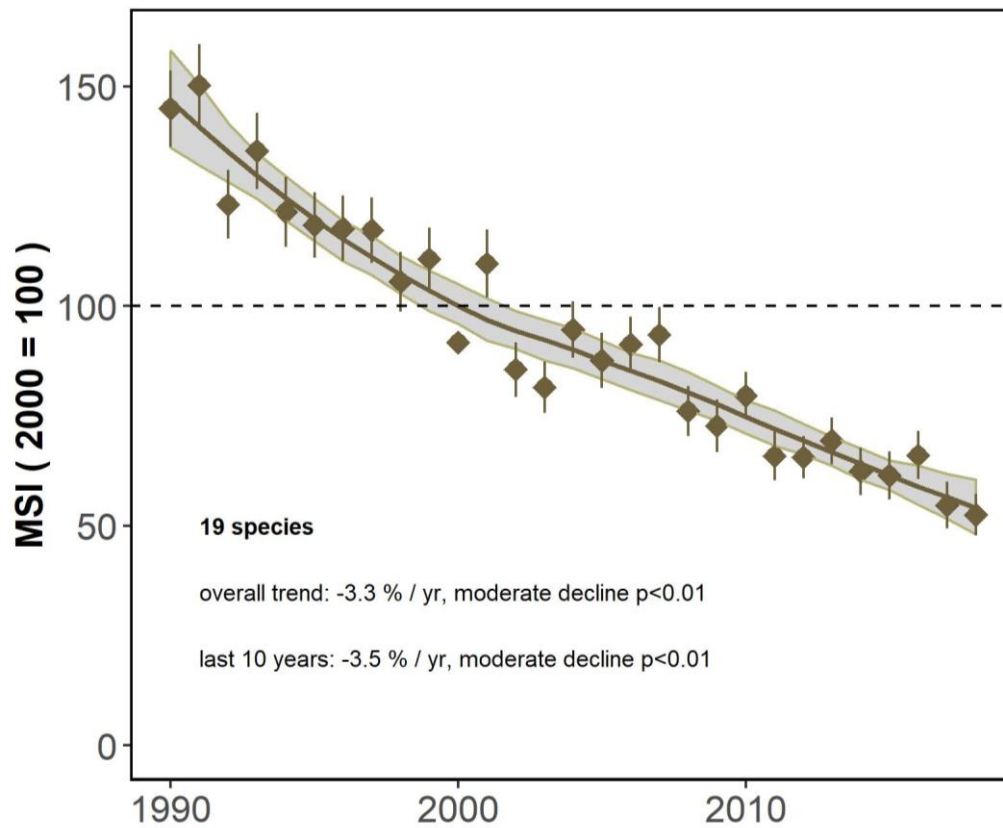 MSI ( 2000 = 100 )
150
100
50
0
19 species
overall trend: -3.3 % / yr, moderate decline p<0.01
last 10 years: -3.5 % / yr, moderate decline p<0.01
1990 2000 2010